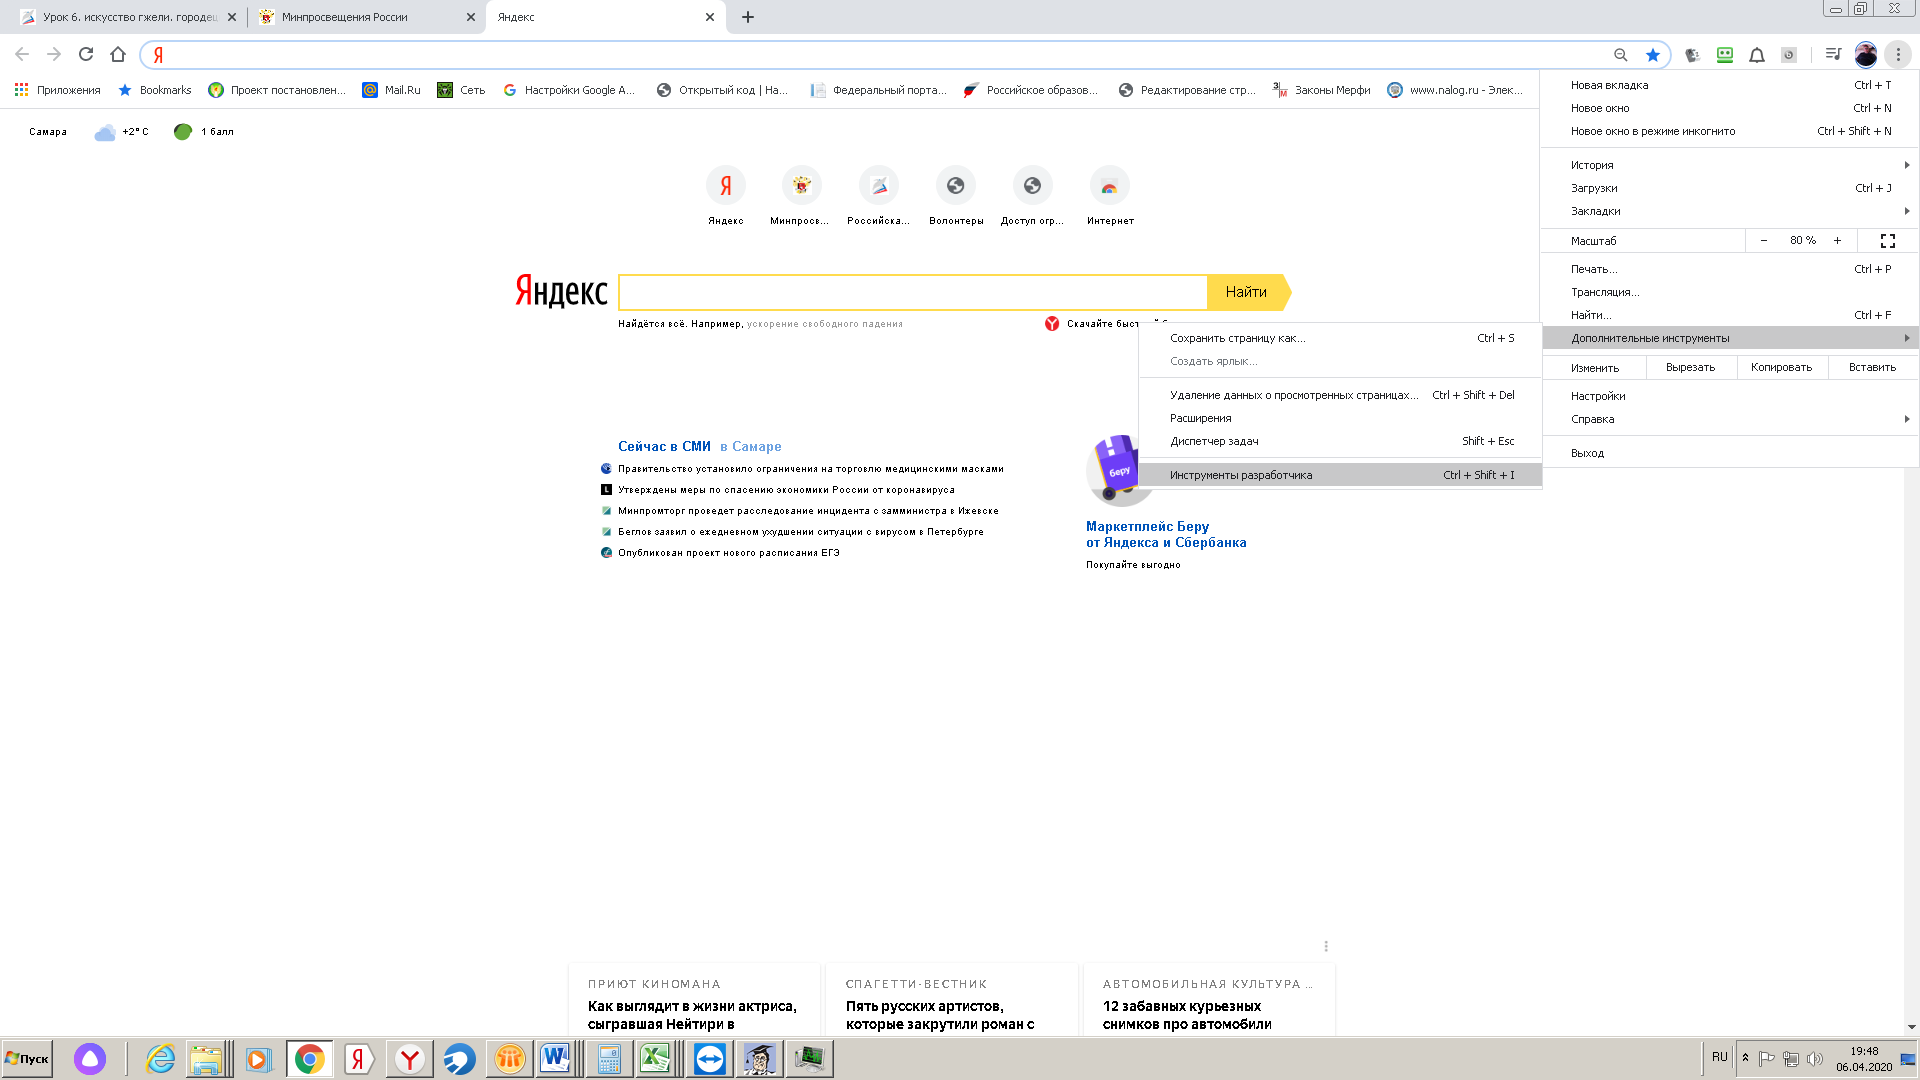 Урок 6. искусство гжели. городец
Минпросвещения России
Яндекс
Я
Приложения
Bookmarks
Проект постановлен...
Mail.Ru
Сеть
Настройки Google A...
Открытый код | На...
Федеральный порта...
Российское образов...
Редактирование стр...
Законы Мерфи
www.nalog.ru - Элек...
Самара
+2° C
1 балл
Яндекс
Минпросв...
Российска...
Волонтеры
Доступ огр...
Интернет
Яндекс
Найти
Найдётся всё. Например, ускорение свободного падения
Скачайте
Новая вкладка Ctrl + T
Новое окно Ctrl + N
Новое окно в режиме инкогнито Ctrl + Shift + N
История
Загрузки Ctrl + J
Закладки
Масштаб − 80 % +
Печать... Ctrl + P
Трансляция...
Найти... Ctrl + F
Дополнительные инструменты
Изменить Вырезать Копировать Вставить
Настройки
Справка
Выход
Сохранить страницу как... Ctrl + S
Создать ярлык...
Удаление данных о просмотренных страницах... Ctrl + Shift + Del
Расширения
Диспетчер задач Shift + Esc
Инструменты разработчика Ctrl + Shift + I
Сейчас в СМИ в Самаре
Правительство установило ограничения на торговлю медицинскими масками
Утверждены меры по спасению экономики России от коронавируса
Минпромторг проведет расследование инцидента с замминистра в Ижевске
Беглов заявил о ежедневном ухудшении ситуации с вирусом в Петербурге
Опубликован проект нового расписания ЕГЭ
беру
Маркетплейс Беру
от Яндекса и Сбербанка
Покупайте выгодно
ПРИЮТ КИНОМАНА
Как выглядит в жизни актриса,
сыгравшая Нейтири в
СПАГЕТТИ-ВЕСТНИК
Пять русских артистов,
которые закрутили роман с
АВТОМОБИЛЬНАЯ КУЛЬТУРА ...
12 забавных курьезных
снимков про автомобили
Пуск
RU
19:48
06.04.2020